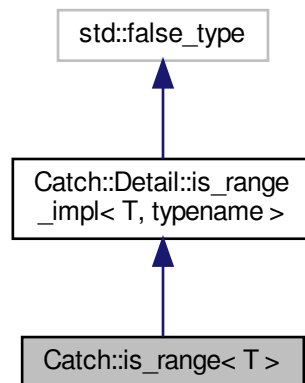 std::false_type
Catch::Detail::is_range
_impl< T, typename >
Catch::is_range< T >